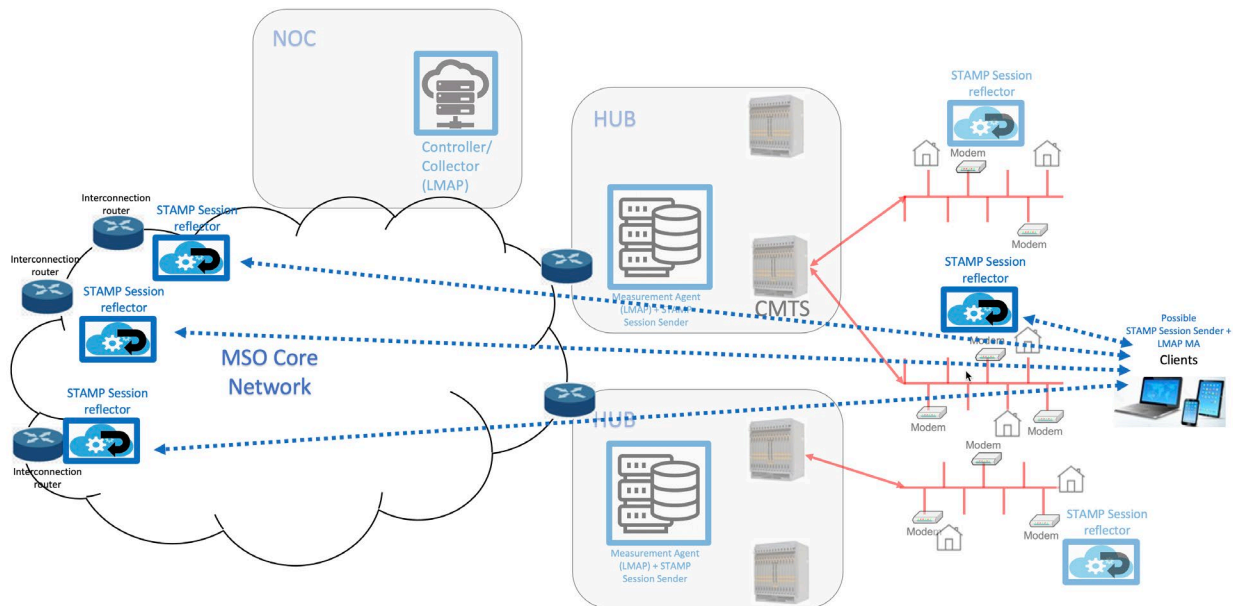 NOC
Controller/
Collector
(LMAP)
HUB
STAMP Session
reflector
Modem
Modem
Interconnection
router
STAMP Session
reflector
Interconnection
router
STAMP Session
reflector
Measurement Agent
(LMAP) + STAMP
Session Sender
CMTS
STAMP Session
reflector
Possible
STAMP Session Sender +
LMAP MA
Clients
MSO Core
Network
Modem
STAMP Session
reflector
Interconnection
router
HUB
Modem
Modem
Modem
Modem
Measurement Agent
(LMAP) + STAMP
Session Sender
Modem
Modem
STAMP Session
reflector